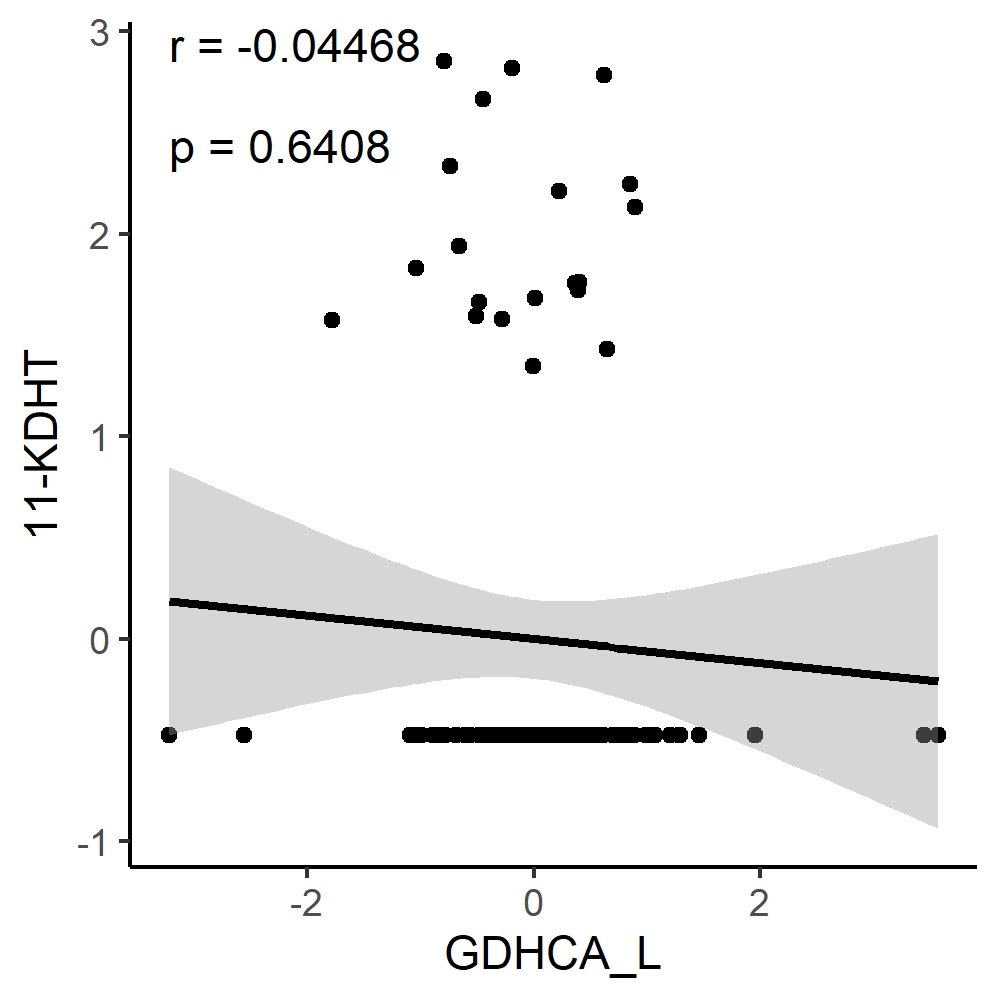 r = -0.04468
p = 0.6408
3
2
1
0
-1
11-KDHT
-2 0 2
GDHCA_L